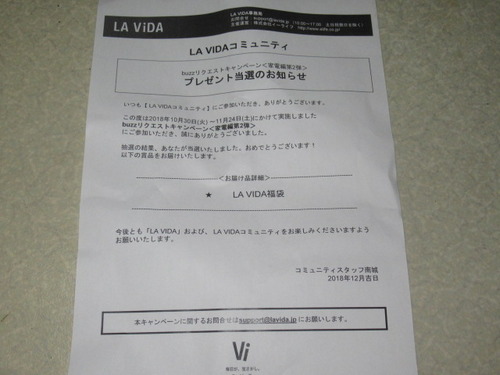 LA ViDA
LA VIDA事務局
LA VIDAコミュニティ
buzzリクエストキャンペーン<家電編第2弾>
プレゼント当選のお知らせ
いつも【LA VIDAコミュニティ】にご参加いただき、ありがとうございます。
この度は2018年10月30日(火)～11月24日(土)にかけて実施しました
buzzリクエストキャンペーン<家電編第2弾>
にご参加いただき、誠にありがとうございました。
抽選の結果、あなたが当選いたしました。おめでとうございます！
以下の賞品をお届けいたします。
<お届け品詳細>
★ LA VIDA福袋
今後とも「LA VIDA」および、LA VIDAコミュニティをお楽しみくださいますよう
お願いいたします。
コミュニティスタッフ南城
2018年12月吉日
本キャンペーンに関するお問合せはsupport@lavida.jp にお願いします。
Vi